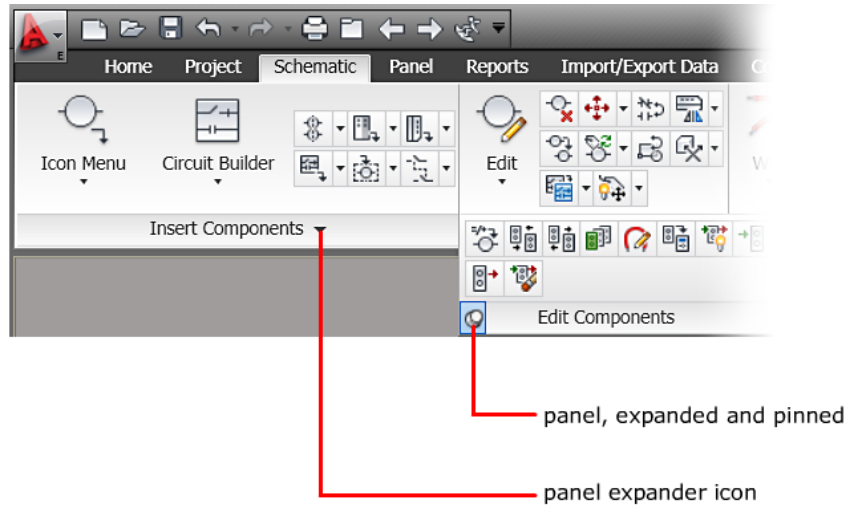 E
Home Project Schematic Panel Reports Import/Export Data
Icon Menu Circuit Builder Edit
Insert Components
Edit Components
panel, expanded and pinned
panel expander icon